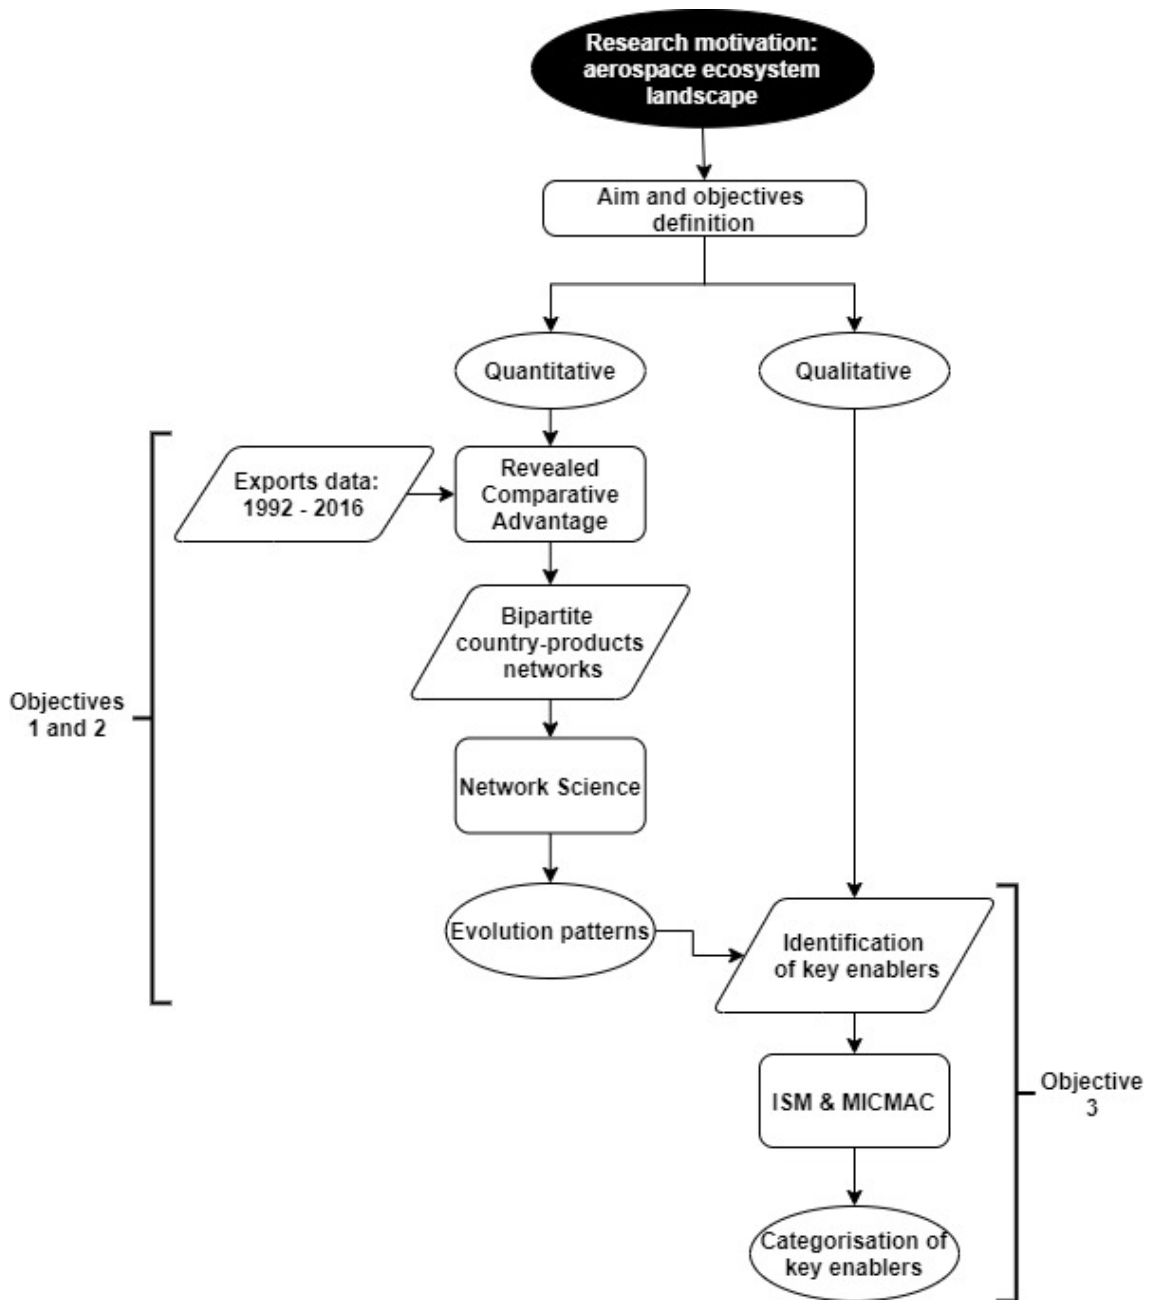 Research motivation:
aerospace ecosystem
landscape
Aim and objectives
definition
Quantitative
Qualitative
Exports data:
1992 - 2016
Revealed
Comparative
Advantage
Bipartite
country-products
networks
Objectives
1 and 2
Network Science
Evolution patterns
Identification
of key enablers
ISM & MICMAC
Objective
3
Categorisation of
key enablers